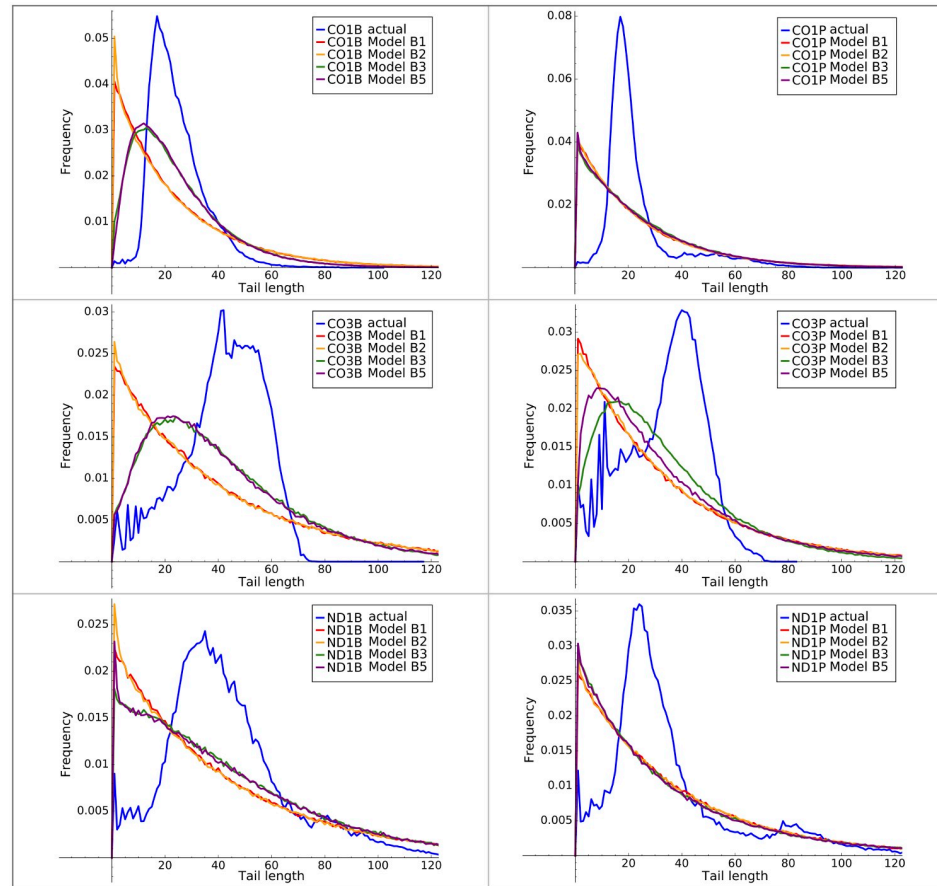 0.05
0.04
0.03
0.02
0.01
Frequency
20
40
60
80
100
120
Tail length
CO1B actual
CO1B Model B1
CO1B Model B2
CO1B Model B3
CO1B Model B5
0.08
0.06
0.04
0.02
Frequency
20
40
60
80
100
120
Tail length
CO1P actual
CO1P Model B1
CO1P Model B2
CO1P Model B3
CO1P Model B5
0.03
0.025
0.02
0.015
0.01
0.005
Frequency
20
40
60
80
100
120
Tail length
CO3B actual
CO3B Model B1
CO3B Model B2
CO3B Model B3
CO3B Model B5
0.03
0.025
0.02
0.015
0.01
0.005
Frequency
20
40
60
80
100
120
Tail length
CO3P actual
CO3P Model B1
CO3P Model B2
CO3P Model B3
CO3P Model B5
0.025
0.02
0.015
0.01
0.005
Frequency
20
40
60
80
100
120
Tail length
ND1B actual
ND1B Model B1
ND1B Model B2
ND1B Model B3
ND1B Model B5
0.035
0.03
0.025
0.02
0.015
0.01
0.005
Frequency
20
40
60
80
100
120
Tail length
ND1P actual
ND1P Model B1
ND1P Model B2
ND1P Model B3
ND1P Model B5